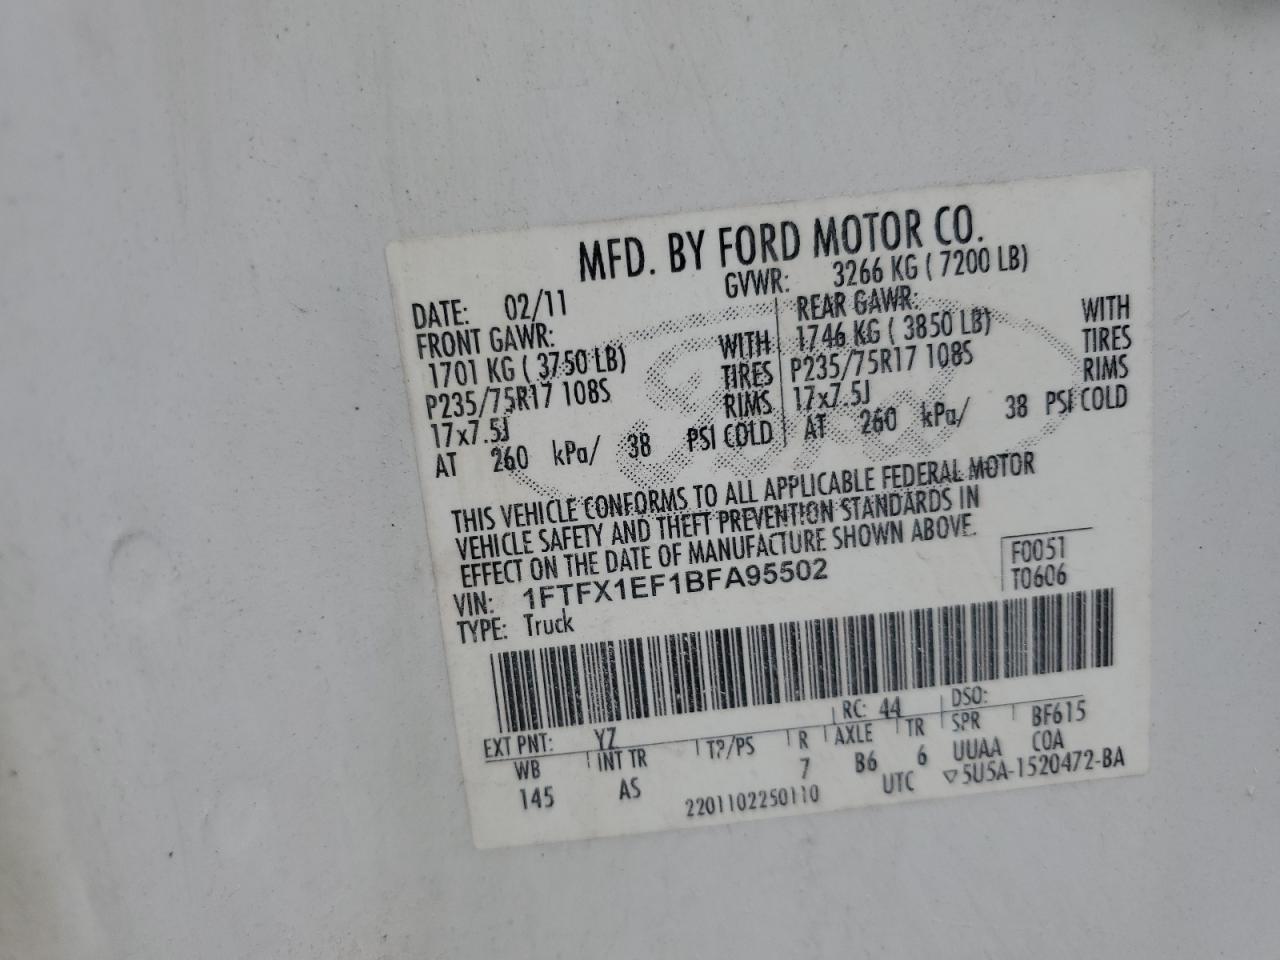 MFD. BY FORD MOTOR CO.
DATE: 02/11 GVWR: 3266 KG ( 7200 LB)
FRONT GAWR: REAR GAWR:
1701 KG ( 3750 LB) WITH 1746 KG ( 3850 LB) WITH
P235/75R17 108S TIRES P235/75R17 108S TIRES
17x7.5J RIMS 17x7.5J RIMS
AT 260 kPa/ 38 PSI COLD AT 260 kPa/ 38 PSI COLD
THIS VEHICLE CONFORMS TO ALL APPLICABLE FEDERAL MOTOR
VEHICLE SAFETY AND THEFT PREVENTION STANDARDS IN
EFFECT ON THE DATE OF MANUFACTURE SHOWN ABOVE.
VIN: 1FTFX1EF1BFA95502 F0051
TYPE: Truck T0606
EXT PNT: YZ RC: 44 DSO:
WB INT TR TP/PS R AXLE TR SPR BF615
145 AS 7 B6 6 UUAA COA
2201102250110 UTC ▽5U5A-1520472-BA